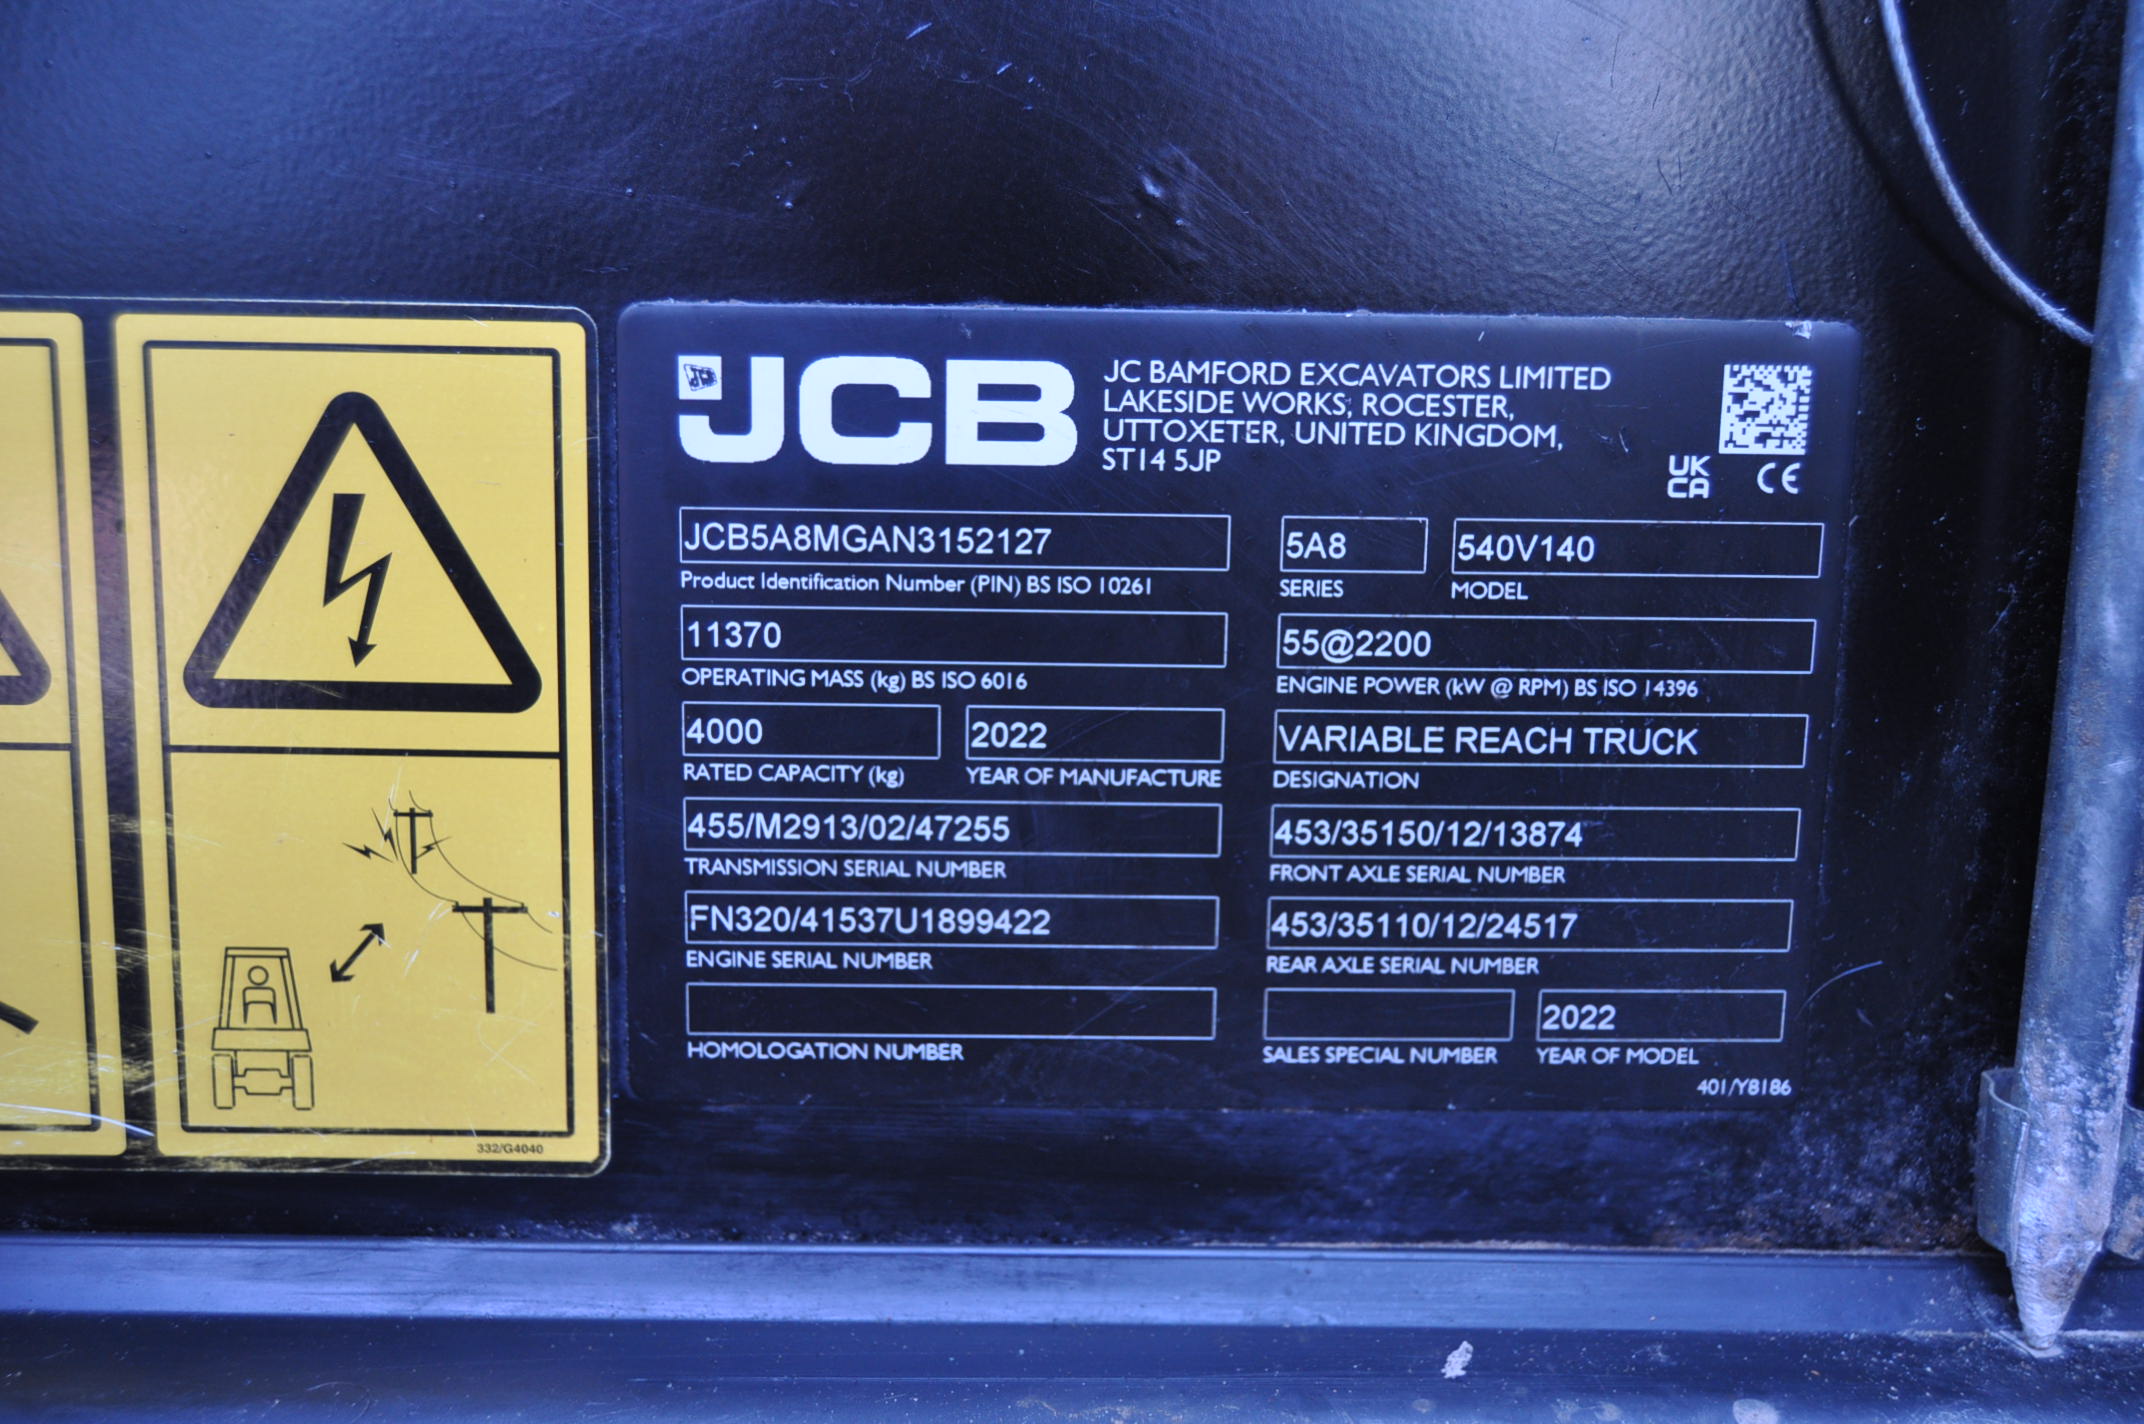 JCB
JC BAMFORD EXCAVATORS LIMITED
LAKESIDE WORKS, ROCESTER,
UTTOXETER, UNITED KINGDOM,
ST14 5JP
UK
CA
CE
JCB5A8MGAN3152127
Product Identification Number (PIN) BS ISO 10261
5A8
SERIES
540V140
MODEL
11370
OPERATING MASS (kg) BS ISO 6016
55@2200
ENGINE POWER (kW @ RPM) BS ISO 14396
4000
RATED CAPACITY (kg)
2022
YEAR OF MANUFACTURE
VARIABLE REACH TRUCK
DESIGNATION
455/M2913/02/47255
TRANSMISSION SERIAL NUMBER
453/35150/12/13874
FRONT AXLE SERIAL NUMBER
FN320/41537U1899422
ENGINE SERIAL NUMBER
453/35110/12/24517
REAR AXLE SERIAL NUMBER
HOMOLOGATION NUMBER
SALES SPECIAL NUMBER
2022
YEAR OF MODEL
401/Y8186
332/G4040